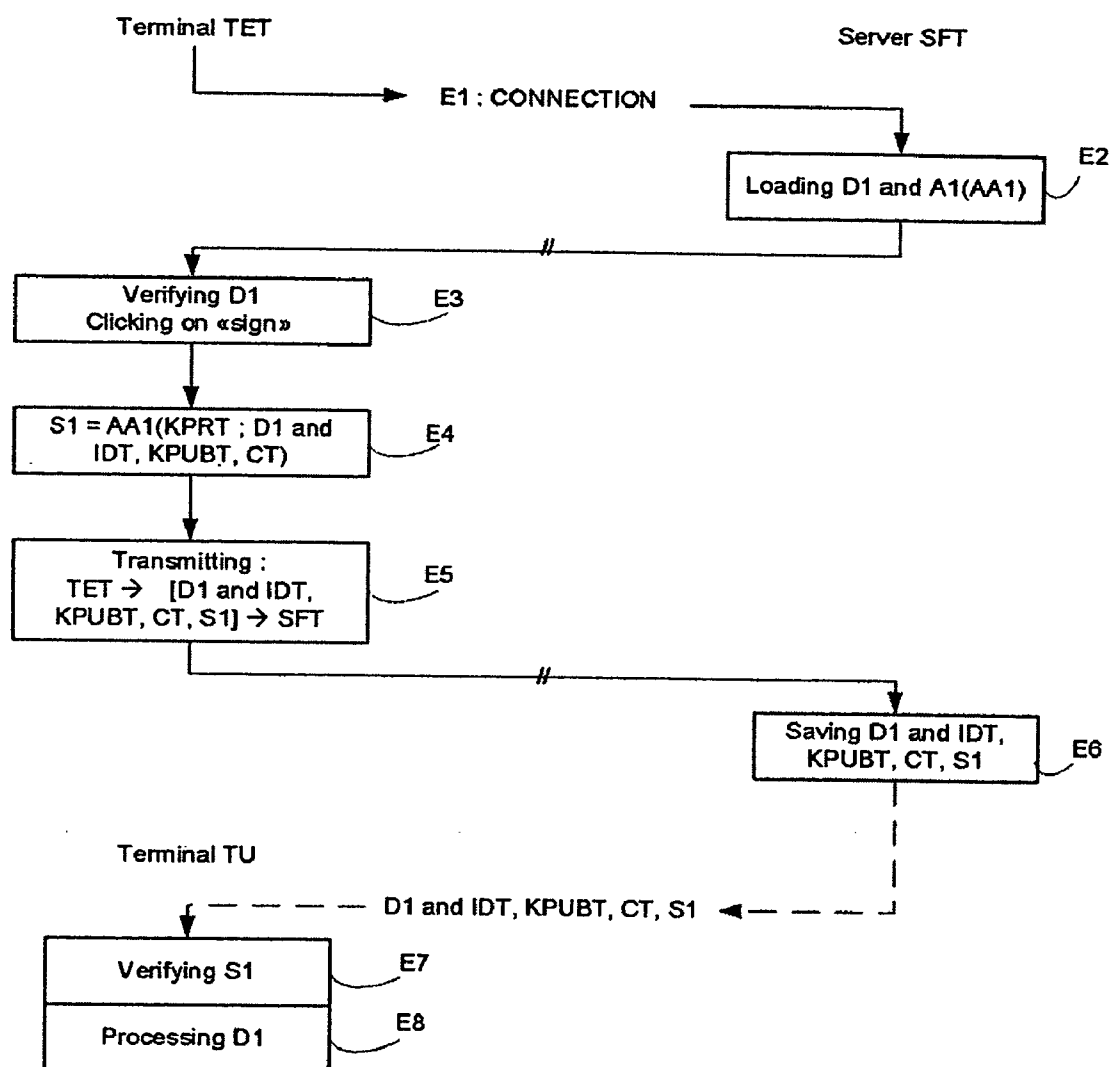 Terminal TET
Server SFT
E1 : CONNECTION
E2
Loading D1 and A1(AA1)
Verifying D1
Clicking on «sign»
E3
S1 = AA1(KPRT ; D1 and
IDT, KPUBT, CT)
E4
Transmitting :
TET → [D1 and IDT,
KPUBT, CT, S1] → SFT
E5
Saving D1 and IDT,
KPUBT, CT, S1
E6
Terminal TU
D1 and IDT, KPUBT, CT, S1
Verifying S1
E7
Processing D1
E8